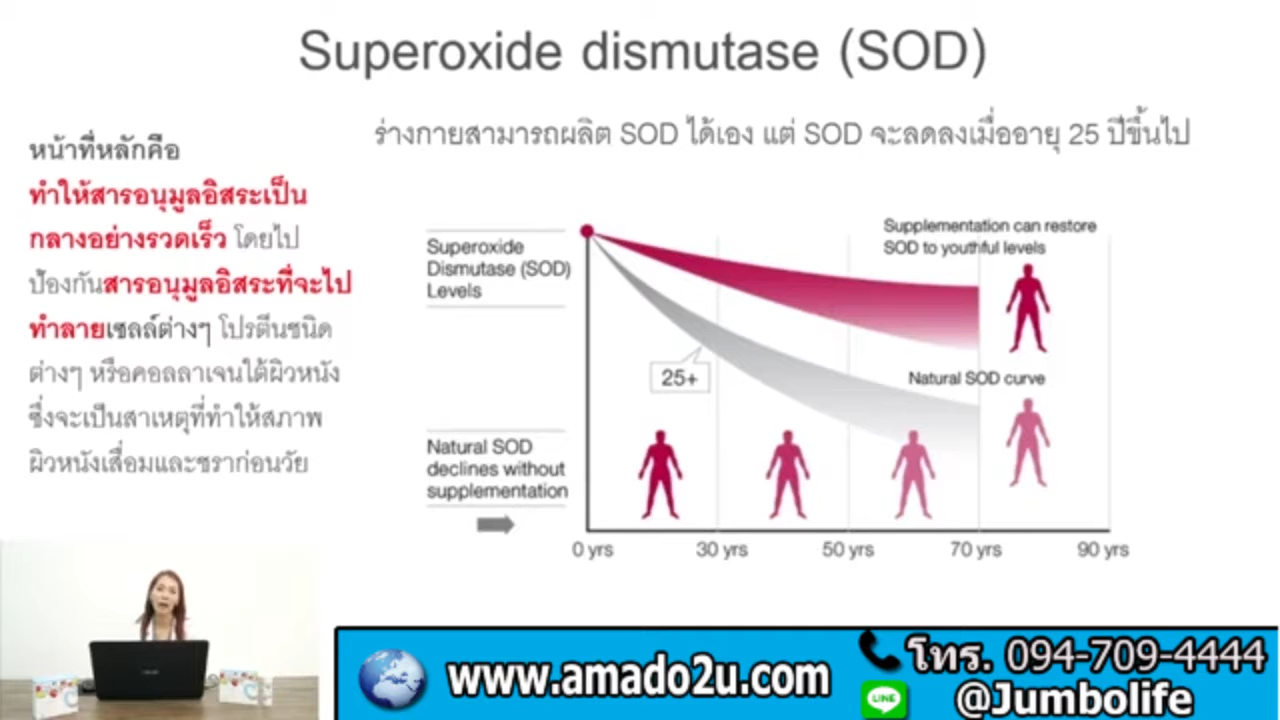 Superoxide dismutase (SOD)
ร่างกายสามารถผลิต SOD ได้เอง แต่ SOD จะลดลงเมื่ออายุ 25 ปีขึ้นไป
หน้าที่หลักคือ
ทำให้สารอนุมูลอิสระเป็น
กลางอย่างรวดเร็ว โดยไป
ป้องกันสารอนุมูลอิสระที่จะไป
ทำลายเซลล์ต่างๆ โปรตีนชนิด
ต่างๆ หรือคอลลาเจนใต้ผิวหนัง
ซึ่งจะเป็นสาเหตุที่ทำให้สภาพ
ผิวหนังเสื่อมและชราก่อนวัย
Superoxide
Dismutase (SOD)
Levels
Supplementation can restore
SOD to youthful levels
25+
Natural SOD curve
Natural SOD
declines without
supplementation
0 yrs 30 yrs 50 yrs 70 yrs 90 yrs
www.amado2u.com
โทร. 094-709-4444
LINE @Jumbolife